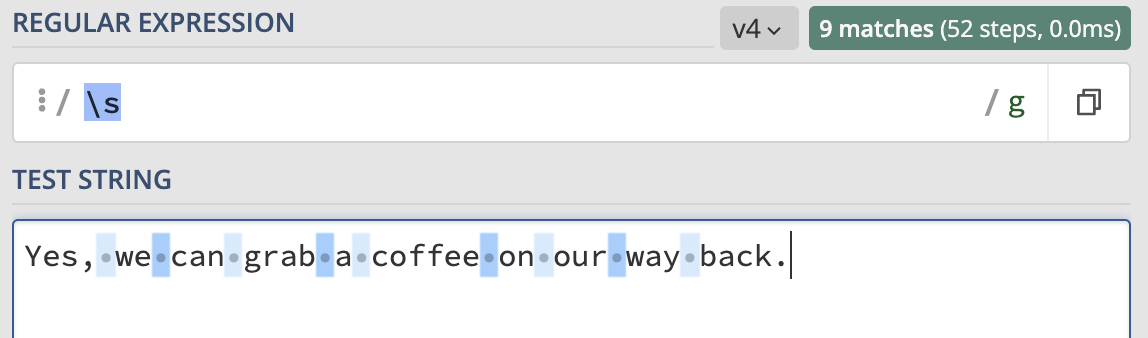 REGULAR EXPRESSION
v4 9 matches (52 steps, 0.0ms)
/ \s / g
TEST STRING
Yes,·we·can·grab·a·coffee·on·our·way·back.